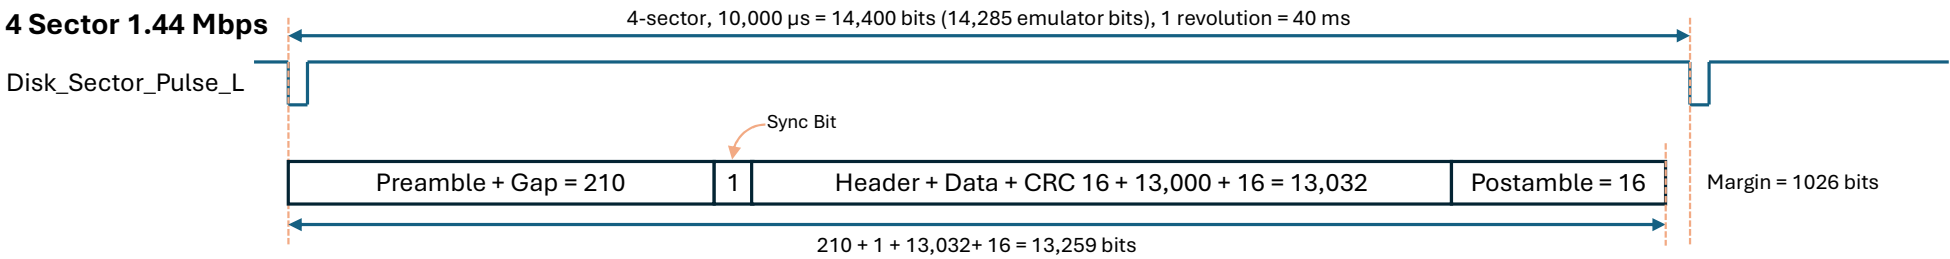 4 Sector 1.44 Mbps
4-sector, 10,000 µs = 14,400 bits (14,285 emulator bits), 1 revolution = 40 ms
Disk_Sector_Pulse_L
Sync Bit
Preamble + Gap = 210
1
Header + Data + CRC 16 + 13,000 + 16 = 13,032
Postamble = 16
Margin = 1026 bits
210 + 1 + 13,032+ 16 = 13,259 bits